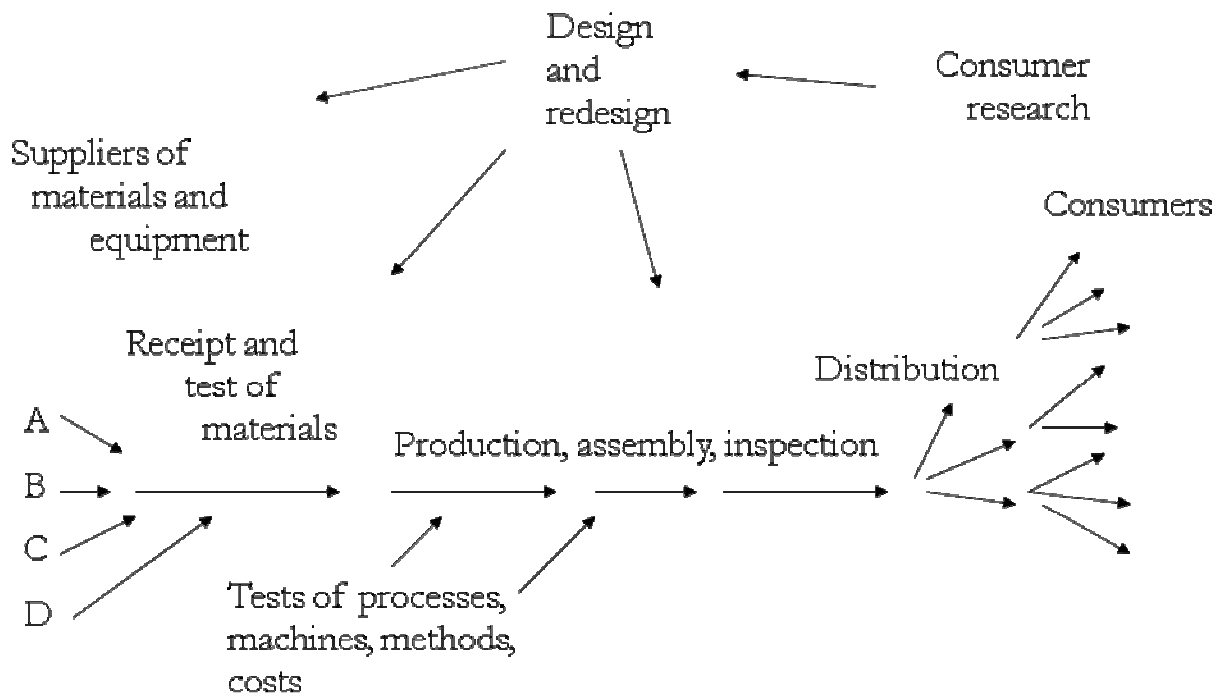 Design
and
redesign
Consumer
research
Suppliers of
materials and
equipment
Consumers
Receipt and
test of
materials
Distribution
A
Production, assembly, inspection
B
C
D
Tests of processes,
machines, methods,
costs